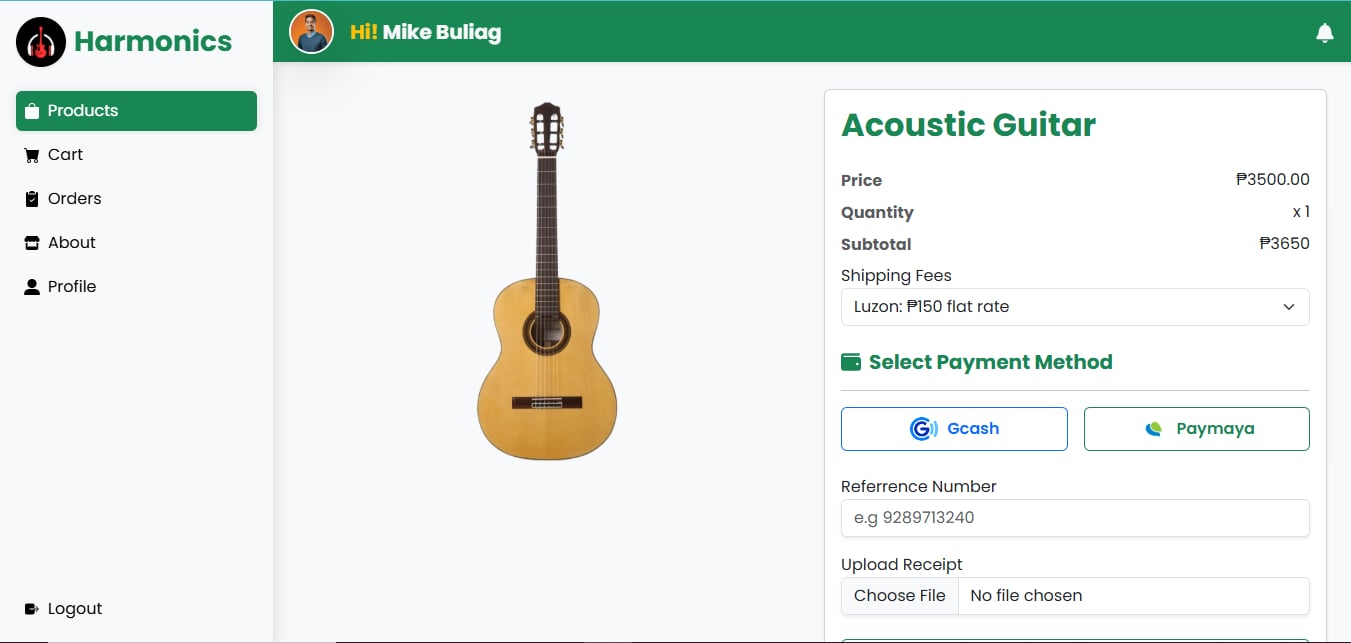 Harmonics
Hi! Mike Buliag
Products
Cart
Orders
About
Profile
Logout
Acoustic Guitar
Price ₱3500.00
Quantity x 1
Subtotal ₱3650
Shipping Fees
Luzon: ₱150 flat rate
Select Payment Method
Gcash Paymaya
Referrence Number
e.g 9289713240
Upload Receipt
Choose File No file chosen